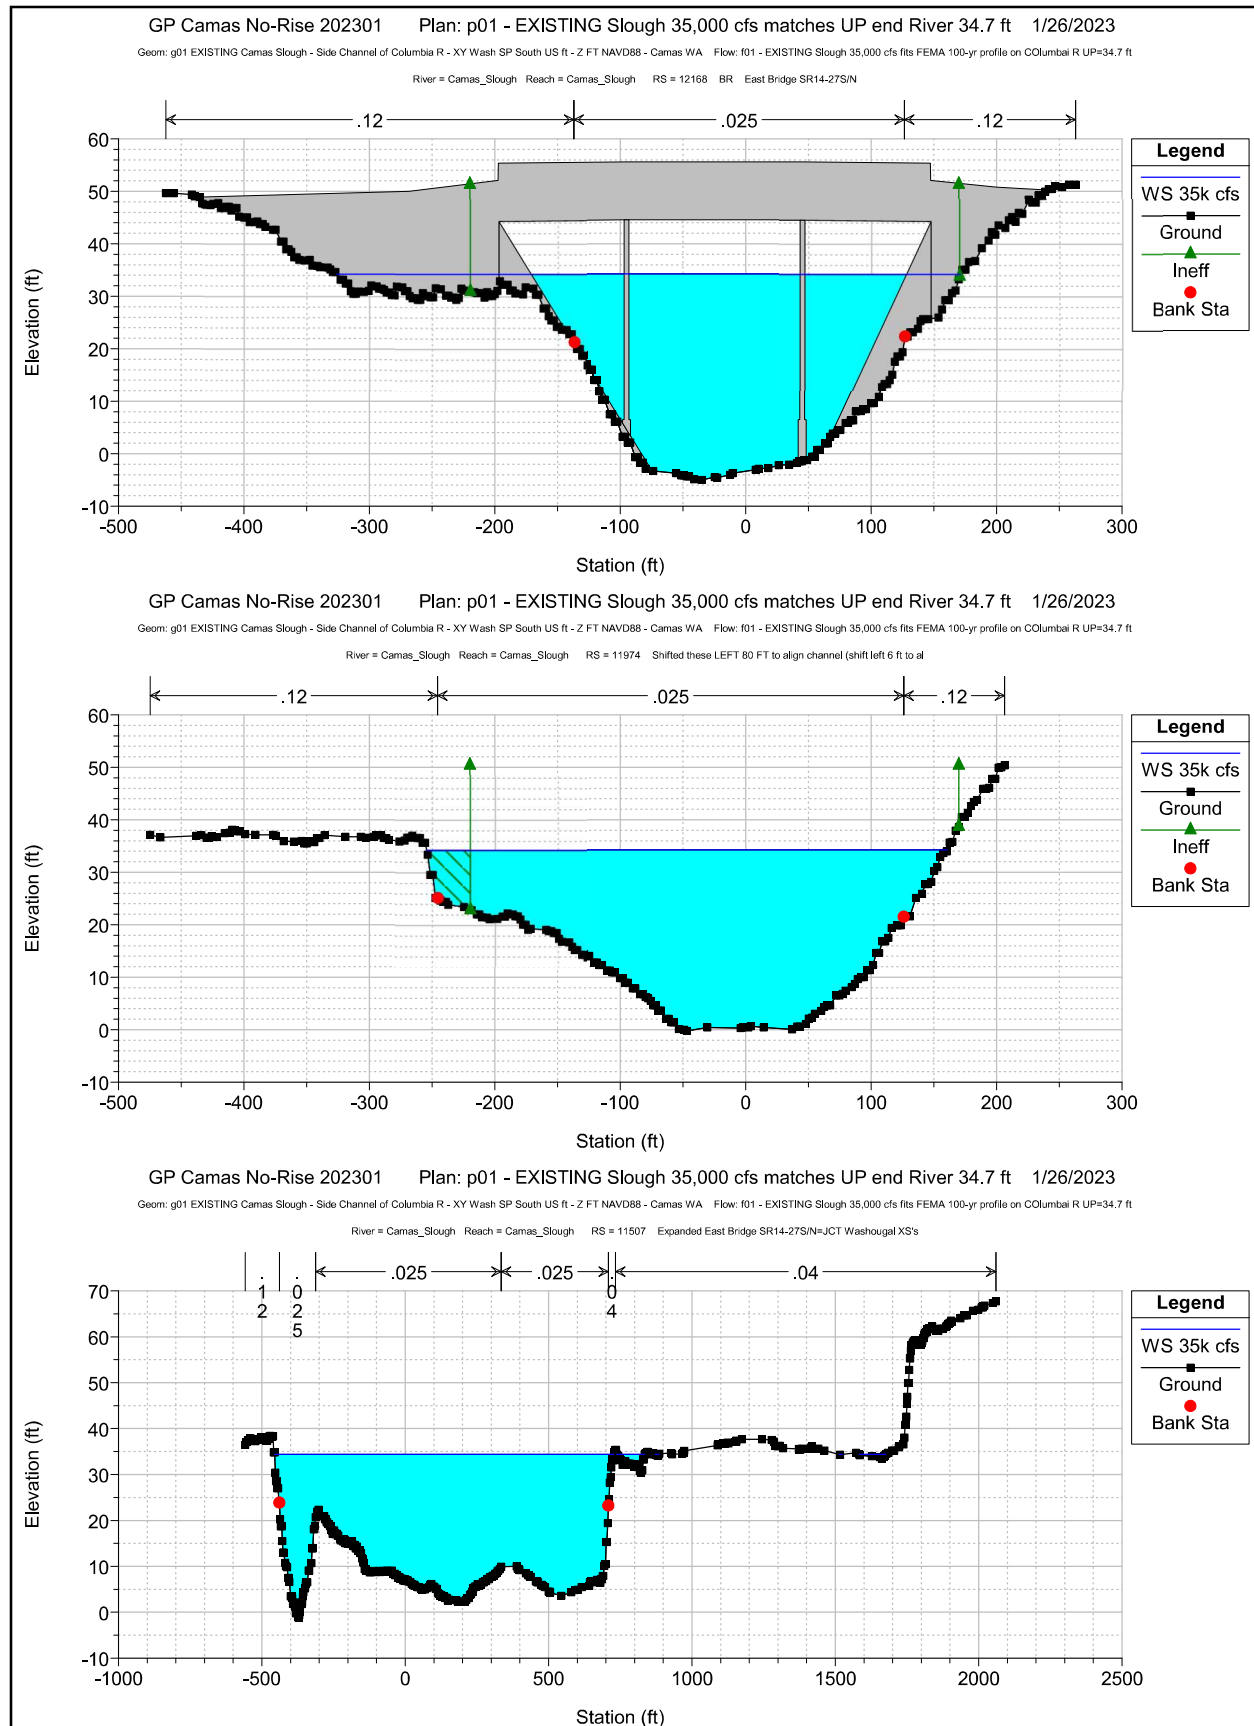 GP Camas No-Rise 202301 Plan: p01 - EXISTING Slough 35,000 cfs matches UP end River 34.7 ft 1/26/2023
Geom: g01 EXISTING Camas Slough - Side Channel of Columbia R - XY Wash SP South US ft - Z FT NAVD88 - Camas WA Flow: f01 - EXISTING Slough 35,000 cfs fits FEMA 100-yr profile on COlumbai R UP=34.7 ft
River = Camas_Slough Reach = Camas_Slough RS = 12168 BR East Bridge SR14-27S/N
.12 .025 .12
60
50
40
30
20
10
0
-10
Elevation (ft)
-500 -400 -300 -200 -100 0 100 200 300
Station (ft)
Legend
WS 35k cfs
Ground
Ineff
Bank Sta
GP Camas No-Rise 202301 Plan: p01 - EXISTING Slough 35,000 cfs matches UP end River 34.7 ft 1/26/2023
Geom: g01 EXISTING Camas Slough - Side Channel of Columbia R - XY Wash SP South US ft - Z FT NAVD88 - Camas WA Flow: f01 - EXISTING Slough 35,000 cfs fits FEMA 100-yr profile on COlumbai R UP=34.7 ft
River = Camas_Slough Reach = Camas_Slough RS = 11974 Shifted these LEFT 80 FT to align channel (shift left 6 ft to al
.12 .025 .12
60
50
40
30
20
10
0
-10
Elevation (ft)
-500 -400 -300 -200 -100 0 100 200 300
Station (ft)
Legend
WS 35k cfs
Ground
Ineff
Bank Sta
GP Camas No-Rise 202301 Plan: p01 - EXISTING Slough 35,000 cfs matches UP end River 34.7 ft 1/26/2023
Geom: g01 EXISTING Camas Slough - Side Channel of Columbia R - XY Wash SP South US ft - Z FT NAVD88 - Camas WA Flow: f01 - EXISTING Slough 35,000 cfs fits FEMA 100-yr profile on COlumbai R UP=34.7 ft
River = Camas_Slough Reach = Camas_Slough RS = 11507 Expanded East Bridge SR14-27S/N=JCT Washougal XS's
.12 .025 .025 .025 .04 .04
70
60
50
40
30
20
10
0
-10
Elevation (ft)
-1000 -500 0 500 1000 1500 2000 2500
Station (ft)
Legend
WS 35k cfs
Ground
Bank Sta